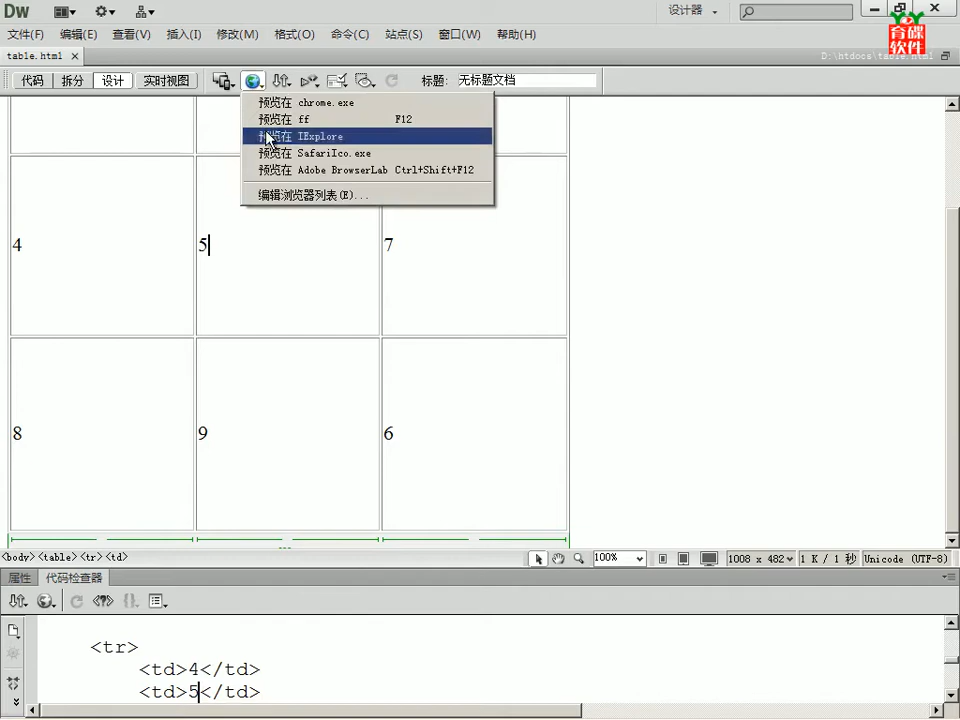 Dw
设计器
文件(F) 编辑(E) 查看(V) 插入(I) 修改(M) 格式(O) 命令(C) 站点(S) 窗口(W) 帮助(H)
育碟
软件
table.html
D:\htdocs\table.html
代码 拆分 设计 实时视图 标题: 无标题文档
预览在 chrome.exe
预览在 ff F12
预览在 IExplore
预览在 SafariIco.exe
预览在 Adobe BrowserLab Ctrl+Shift+F12
编辑浏览器列表(E)...
4 5 7
8 9 6
<body><table><tr><td>
100% 1008 x 482 1 K / 1 秒 Unicode (UTF-8)
属性 代码检查器
<tr>
<td>4</td>
<td>5</td>